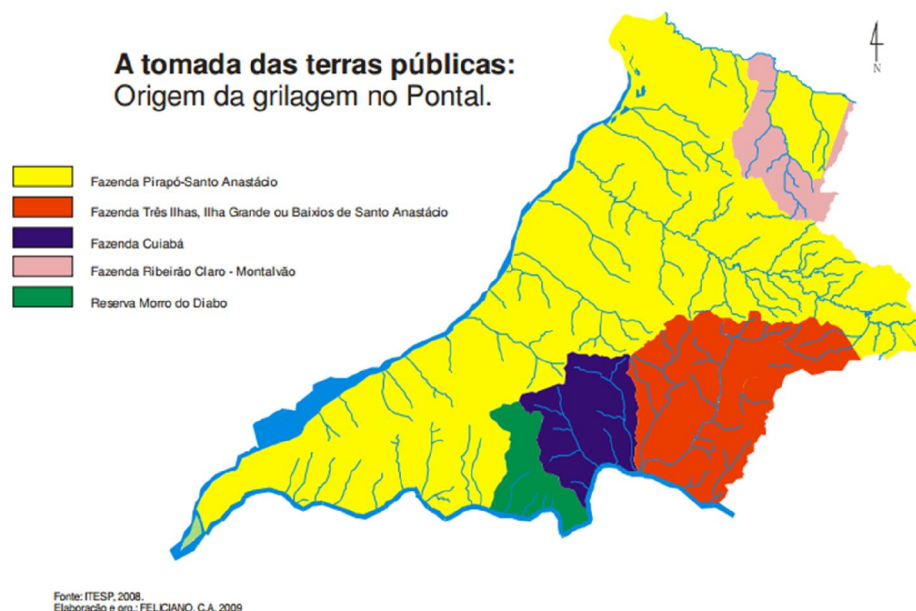 A tomada das terras públicas:
Origem da grilagem no Pontal.
N
Fazenda Pirapó-Santo Anastácio
Fazenda Três Ilhas, Ilha Grande ou Baixios de Santo Anastácio
Fazenda Cuiabá
Fazenda Ribeirão Claro - Montalvão
Reserva Morro do Diabo
Fonte: ITESP, 2008.
Elaboração e org.: FELICIANO, C.A. 2009